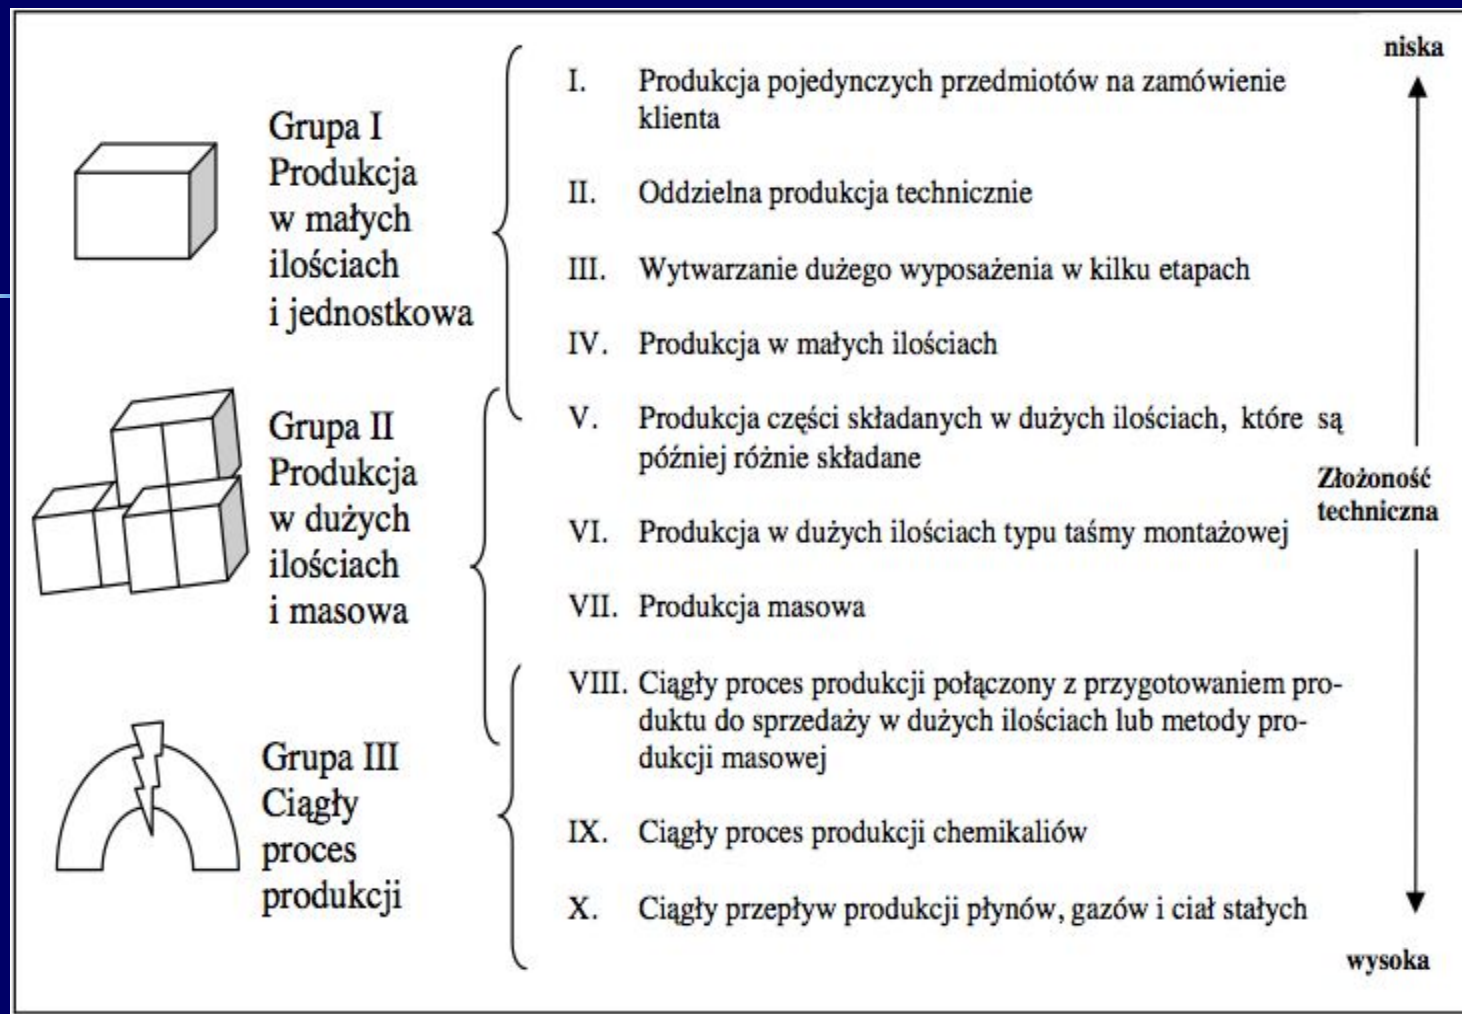 niska
Grupa I
Produkcja
w małych
ilościach
i jednostkowa
I. Produkcja pojedynczych przedmiotów na zamówienie
klienta
II. Oddzielna produkcja technicznie
III. Wytwarzanie dużego wyposażenia w kilku etapach
IV. Produkcja w małych ilościach
Grupa II
Produkcja
w dużych
ilościach
i masowa
V. Produkcja części składanych w dużych ilościach, które są
później różnie składane
VI. Produkcja w dużych ilościach typu taśmy montażowej
VII. Produkcja masowa
Złożoność
techniczna
Grupa III
Ciągły
proces
produkcji
VIII. Ciągły proces produkcji połączony z przygotowaniem pro-
duktu do sprzedaży w dużych ilościach lub metody pro-
dukcji masowej
IX. Ciągły proces produkcji chemikaliów
X. Ciągły przepływ produkcji płynów, gazów i ciał stałych
wysoka